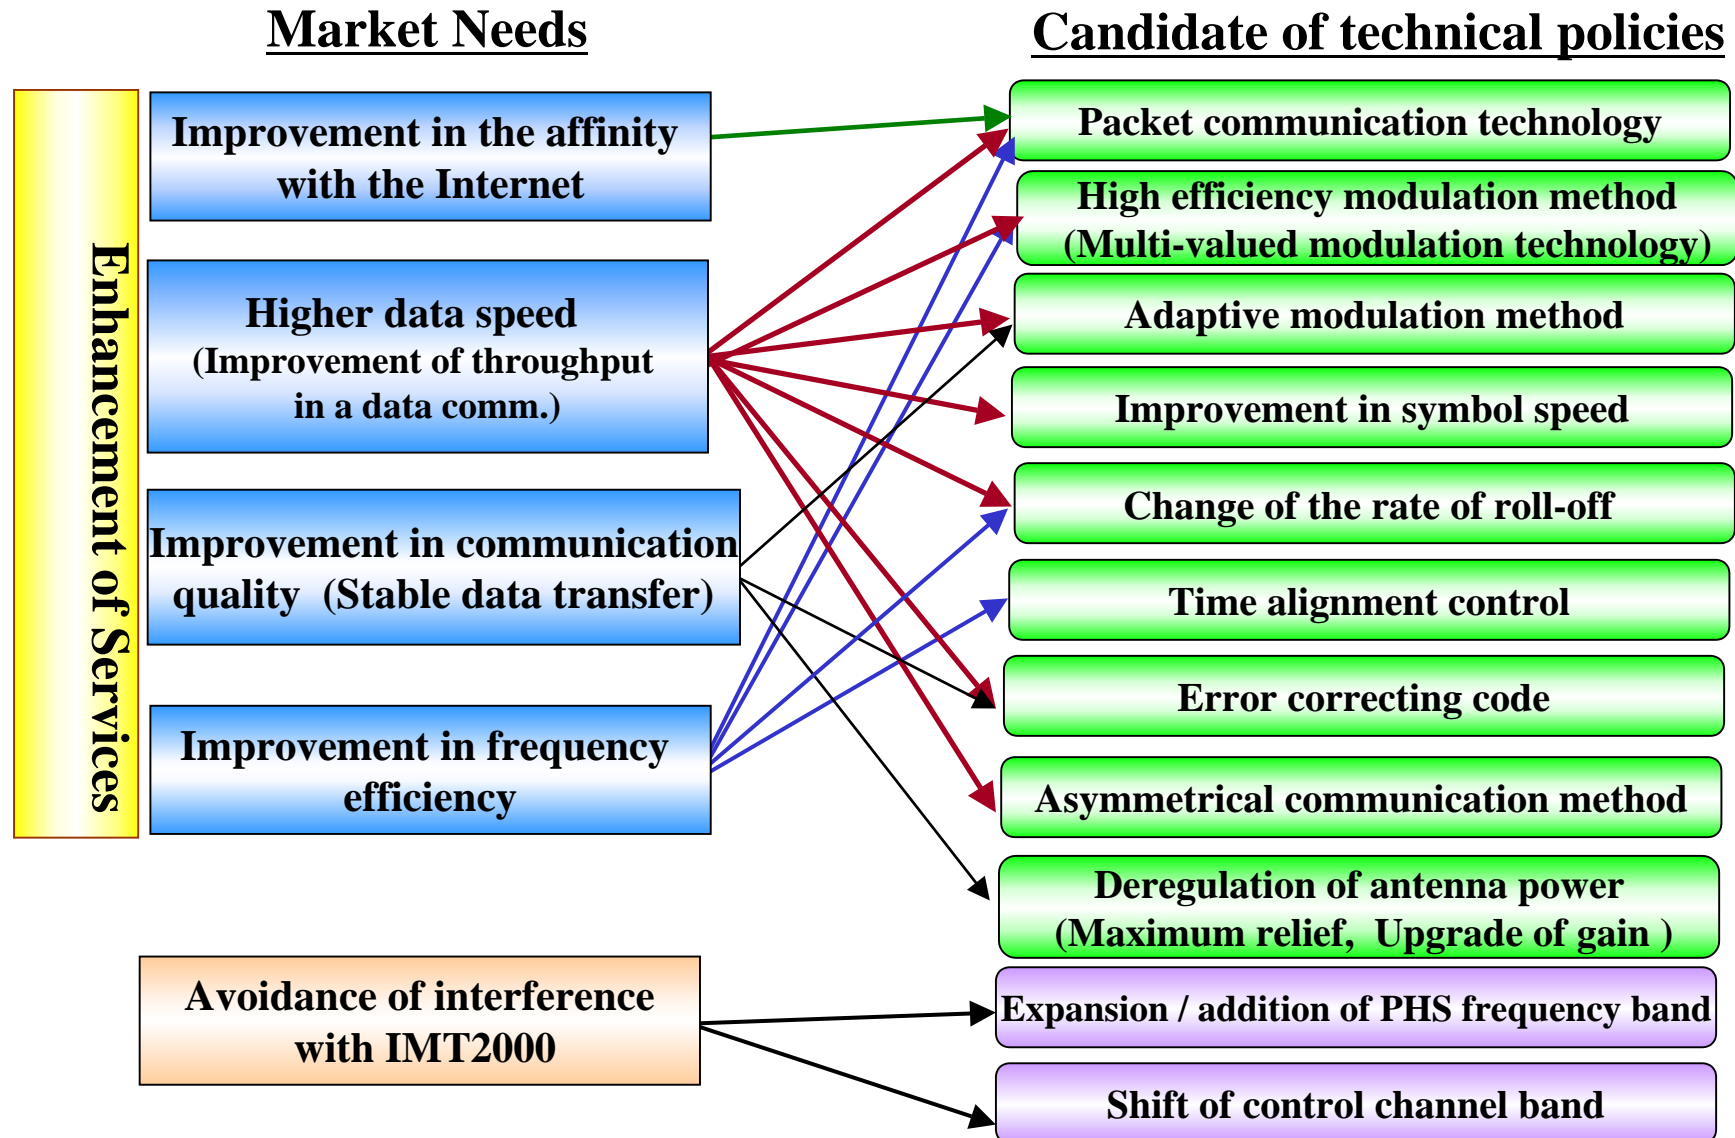 Market Needs
Candidate of technical policies
Enhancement of Services
Improvement in the affinity
with the Internet
Higher data speed
(Improvement of throughput
in a data comm.)
Improvement in communication
quality (Stable data transfer)
Improvement in frequency
efficiency
Avoidance of interference
with IMT2000
Packet communication technology
High efficiency modulation method
(Multi-valued modulation technology)
Adaptive modulation method
Improvement in symbol speed
Change of the rate of roll-off
Time alignment control
Error correcting code
Asymmetrical communication method
Deregulation of antenna power
(Maximum relief, Upgrade of gain )
Expansion / addition of PHS frequency band
Shift of control channel band